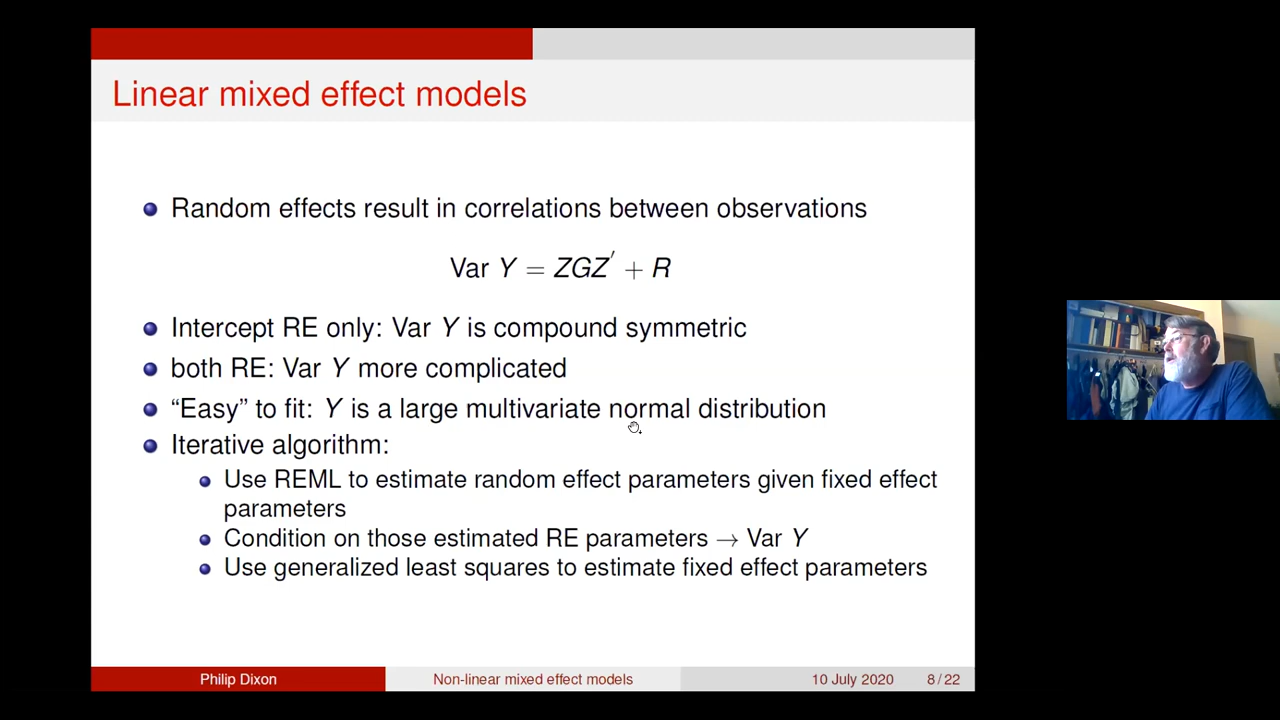 Linear mixed effect models
Random effects result in correlations between observations
Var Y = ZGZ′ + R
Intercept RE only: Var Y is compound symmetric
both RE: Var Y more complicated
“Easy” to fit: Y is a large multivariate normal distribution
Iterative algorithm:
Use REML to estimate random effect parameters given fixed effect
parameters
Condition on those estimated RE parameters → Var Y
Use generalized least squares to estimate fixed effect parameters
Philip Dixon
Non-linear mixed effect models
10 July 2020
8 / 22